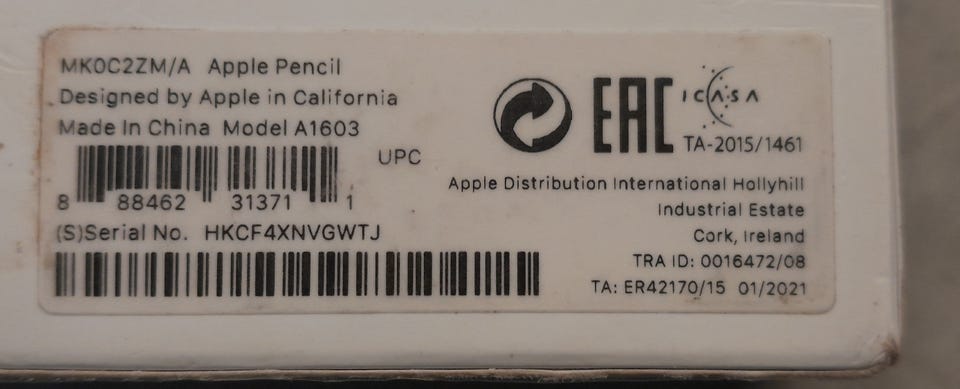 MK0C2ZM/A Apple Pencil
Designed by Apple in California
Made In China Model A1603
UPC
8 88462 31371 1
(S)Serial No. HKCF4XNVGWTJ
EAC
ICASA
TA-2015/1461
Apple Distribution International Hollyhill
Industrial Estate
Cork, Ireland
TRA ID: 0016472/08
TA: ER42170/15 01/2021